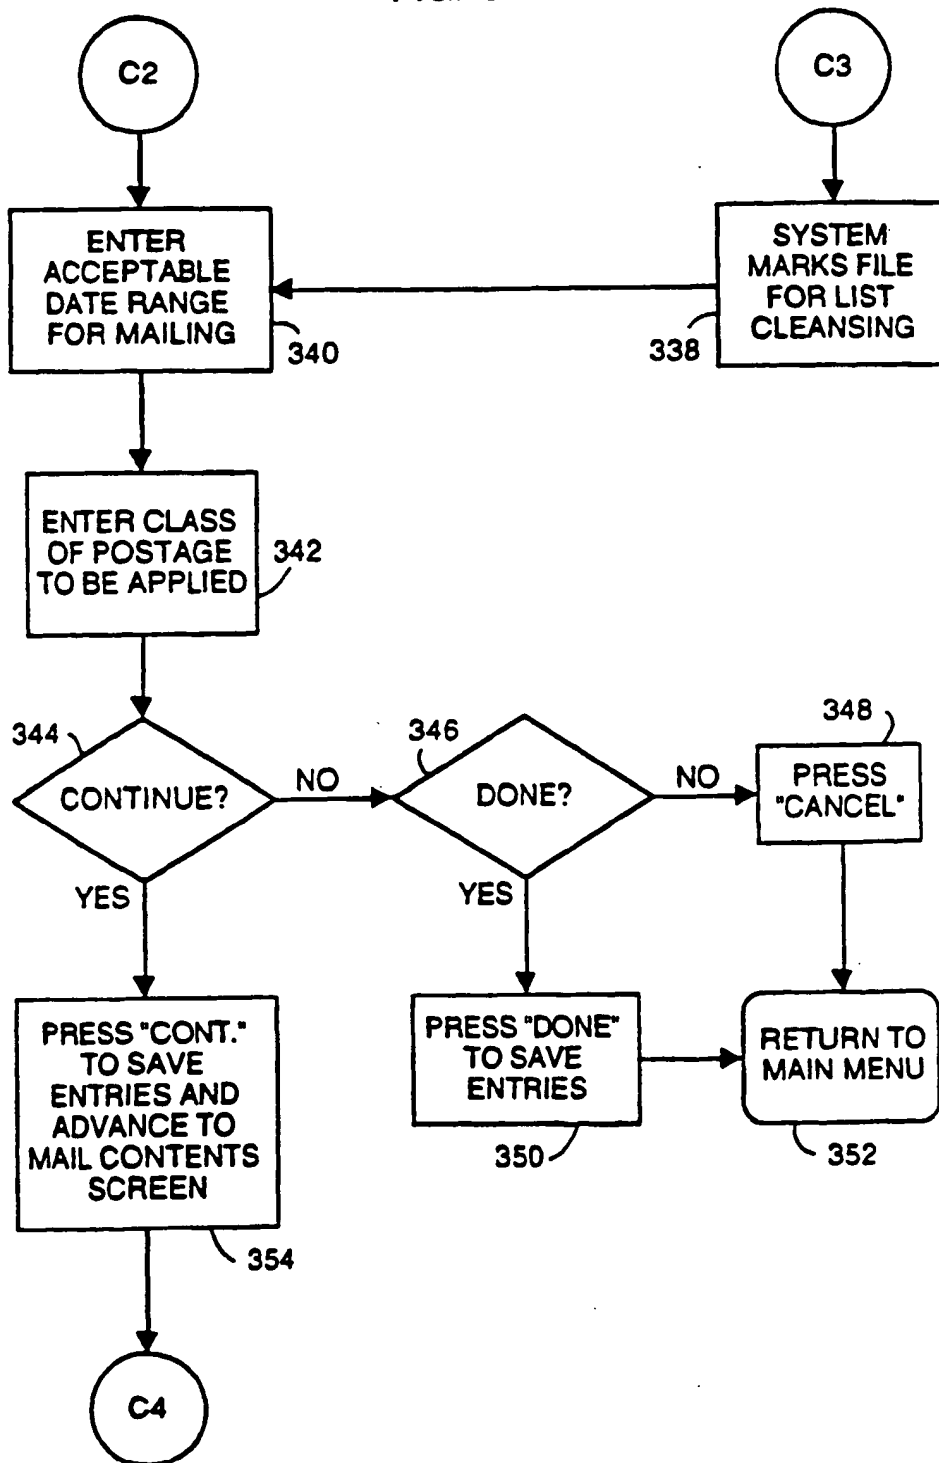 C2
C3
ENTER
ACCEPTABLE
DATE RANGE
FOR MAILING
340
SYSTEM
MARKS FILE
FOR LIST
CLEANSING
338
ENTER CLASS
OF POSTAGE
TO BE APPLIED
342
344
CONTINUE?
NO
346
DONE?
NO
348
PRESS
"CANCEL"
YES
YES
PRESS "CONT."
TO SAVE
ENTRIES AND
ADVANCE TO
MAIL CONTENTS
SCREEN
354
PRESS "DONE"
TO SAVE
ENTRIES
350
RETURN TO
MAIN MENU
352
C4